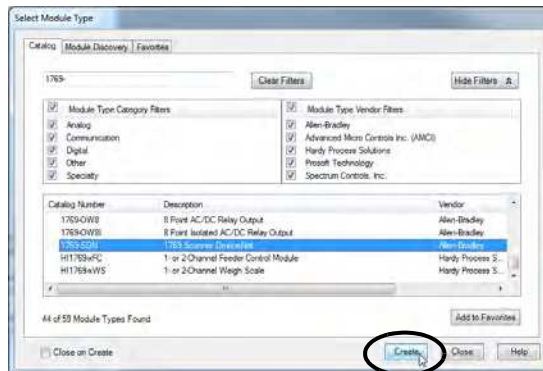 Select Module Type
Catalog Module Discovery Favorites
1769- Clear Filters Hide Filters
Module Type Category Filters Module Type Vendor Filters
Analog Allen-Bradley
Communication Advanced Micro Controls Inc. (AMCI)
Digital Hardy Process Solutions
Other Prosoft Technology
Specialty Spectrum Controls, Inc.
Catalog Number Description Vendor
1769-OW8 8 Point AC/DC Relay Output Allen-Bradley
1769-OW8I 8 Point Isolated AC/DC Relay Output Allen-Bradley
1769-SDN 1769 Scanner DeviceNet Allen-Bradley
HI1769-xFC 1- or 2-Channel Feeder Control Module Hardy Process S...
HI1769-xWS 1- or 2-Channel Weigh Scale Hardy Process S...
44 of 59 Module Types Found Add to Favorites
Close on Create Create Close Help